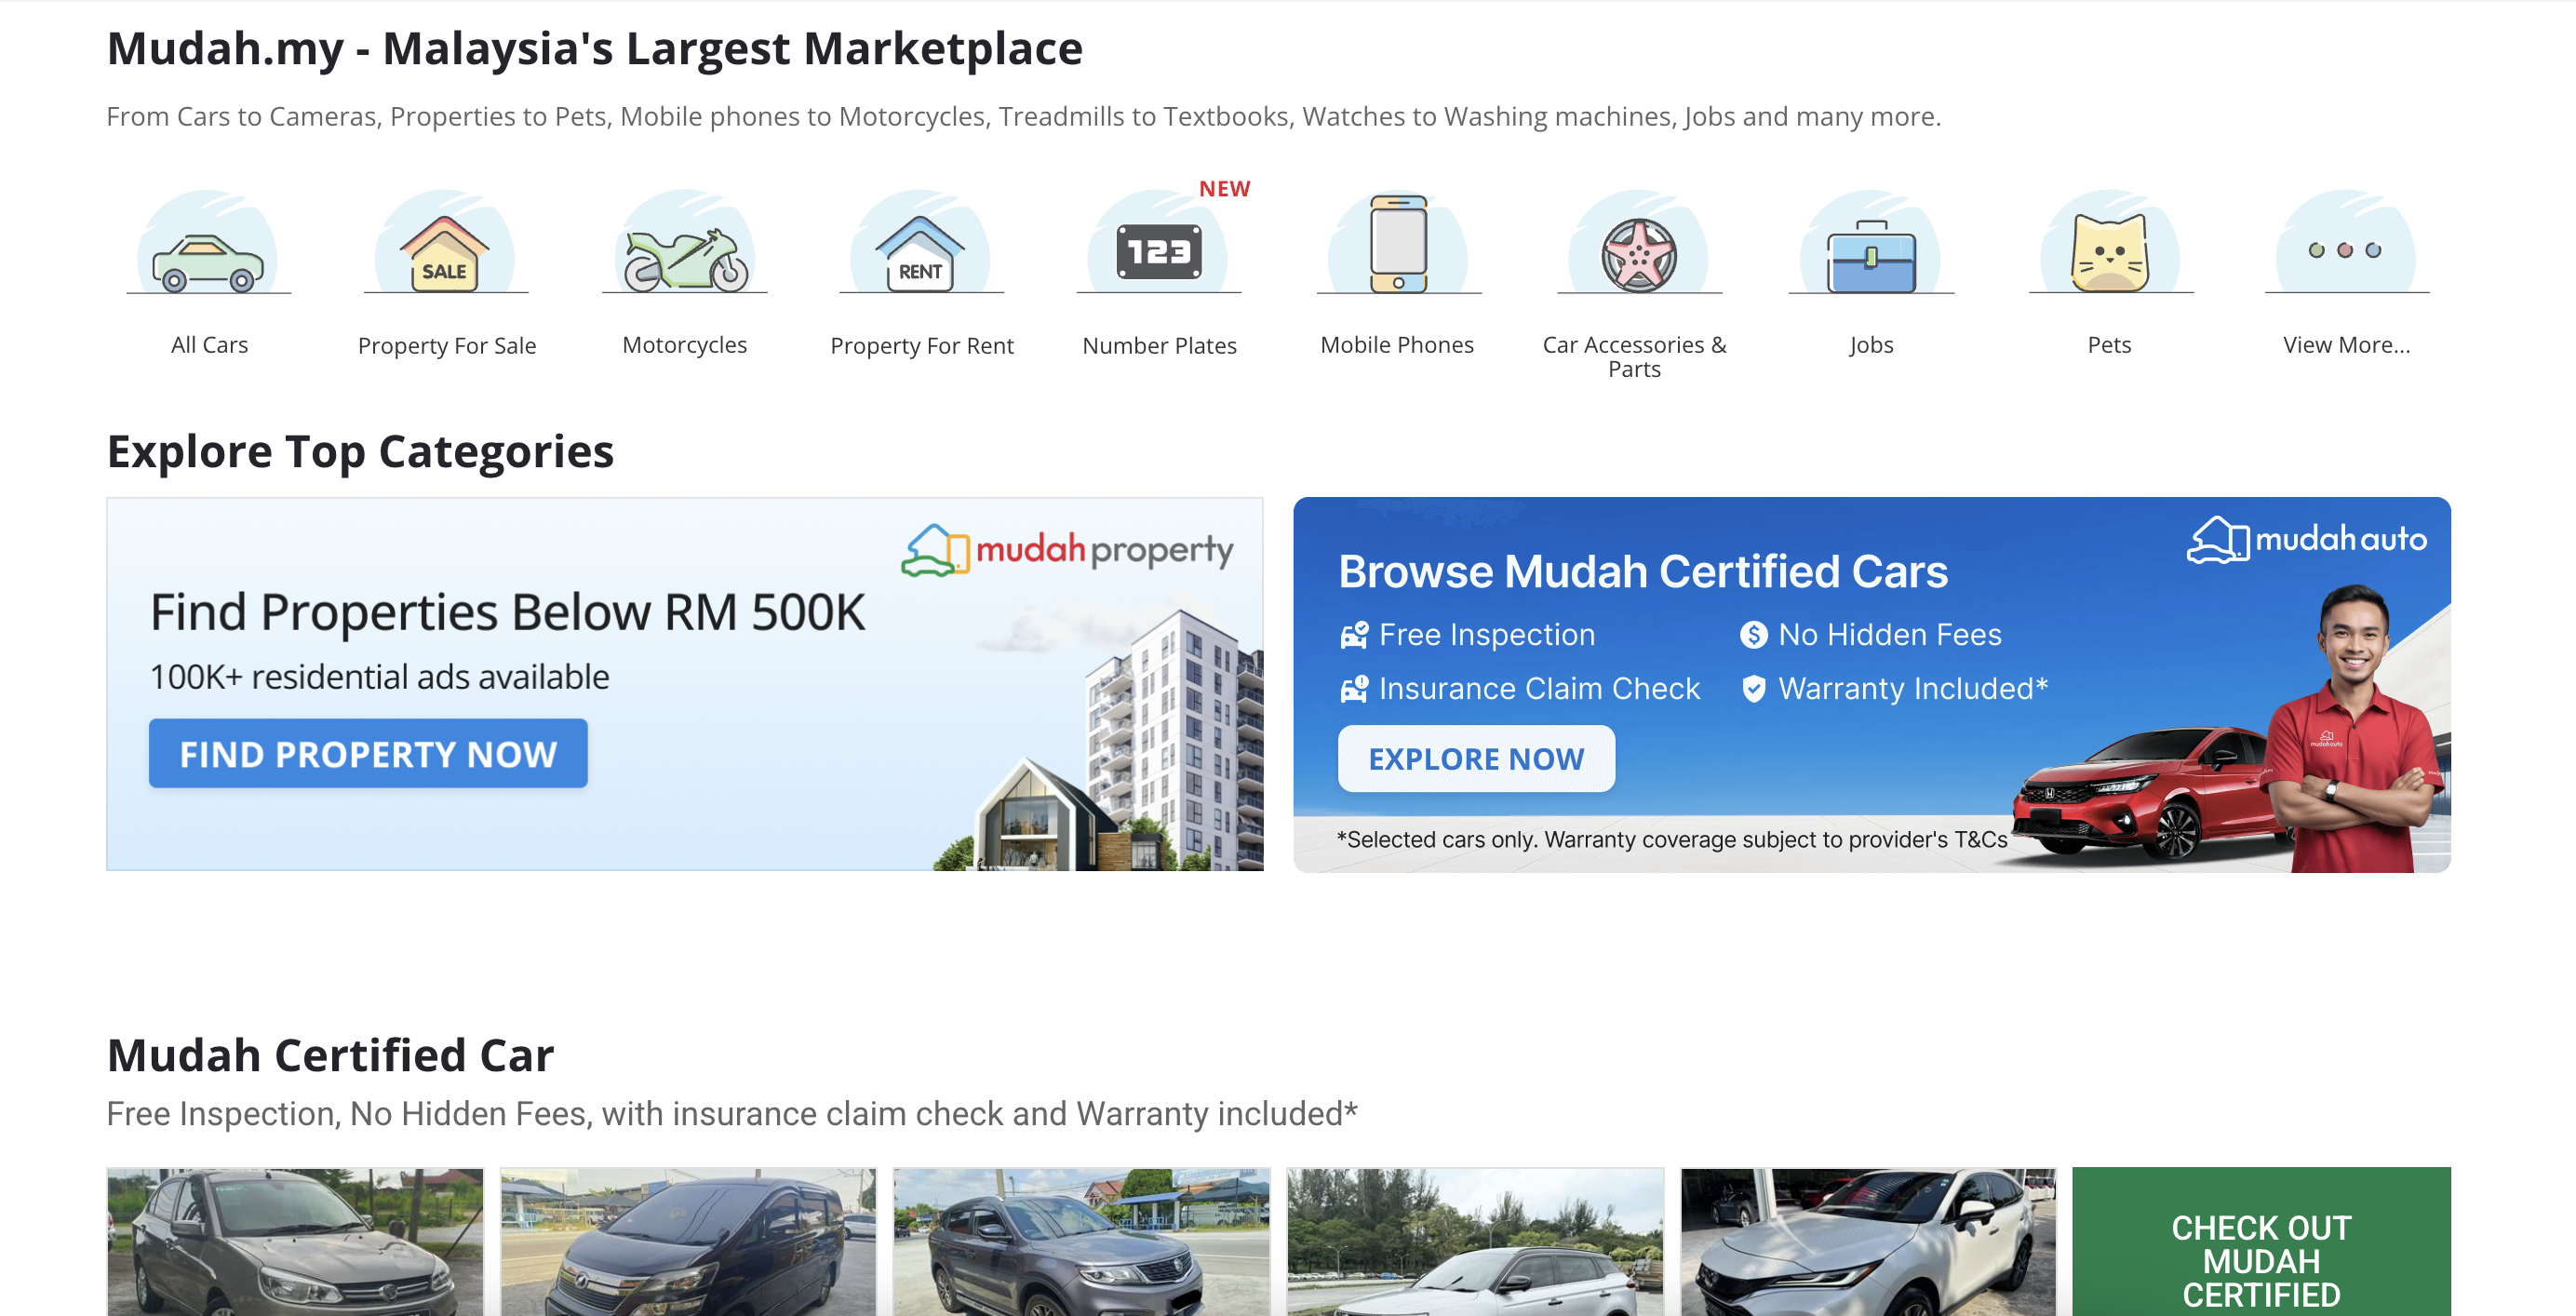 Mudah.my - Malaysia's Largest Marketplace
From Cars to Cameras, Properties to Pets, Mobile phones to Motorcycles, Treadmills to Textbooks, Watches to Washing machines, Jobs and many more.
NEW
SALE
RENT
123
All Cars
Property For Sale
Motorcycles
Property For Rent
Number Plates
Mobile Phones
Car Accessories &
Parts
Jobs
Pets
View More...
Explore Top Categories
mudah property
Find Properties Below RM 500K
100K+ residential ads available
FIND PROPERTY NOW
mudah auto
Browse Mudah Certified Cars
Free Inspection
No Hidden Fees
Insurance Claim Check
Warranty Included*
EXPLORE NOW
mudah auto
*Selected cars only. Warranty coverage subject to provider's T&Cs
Mudah Certified Car
Free Inspection, No Hidden Fees, with insurance claim check and Warranty included*
CHECK OUT
MUDAH
CERTIFIED